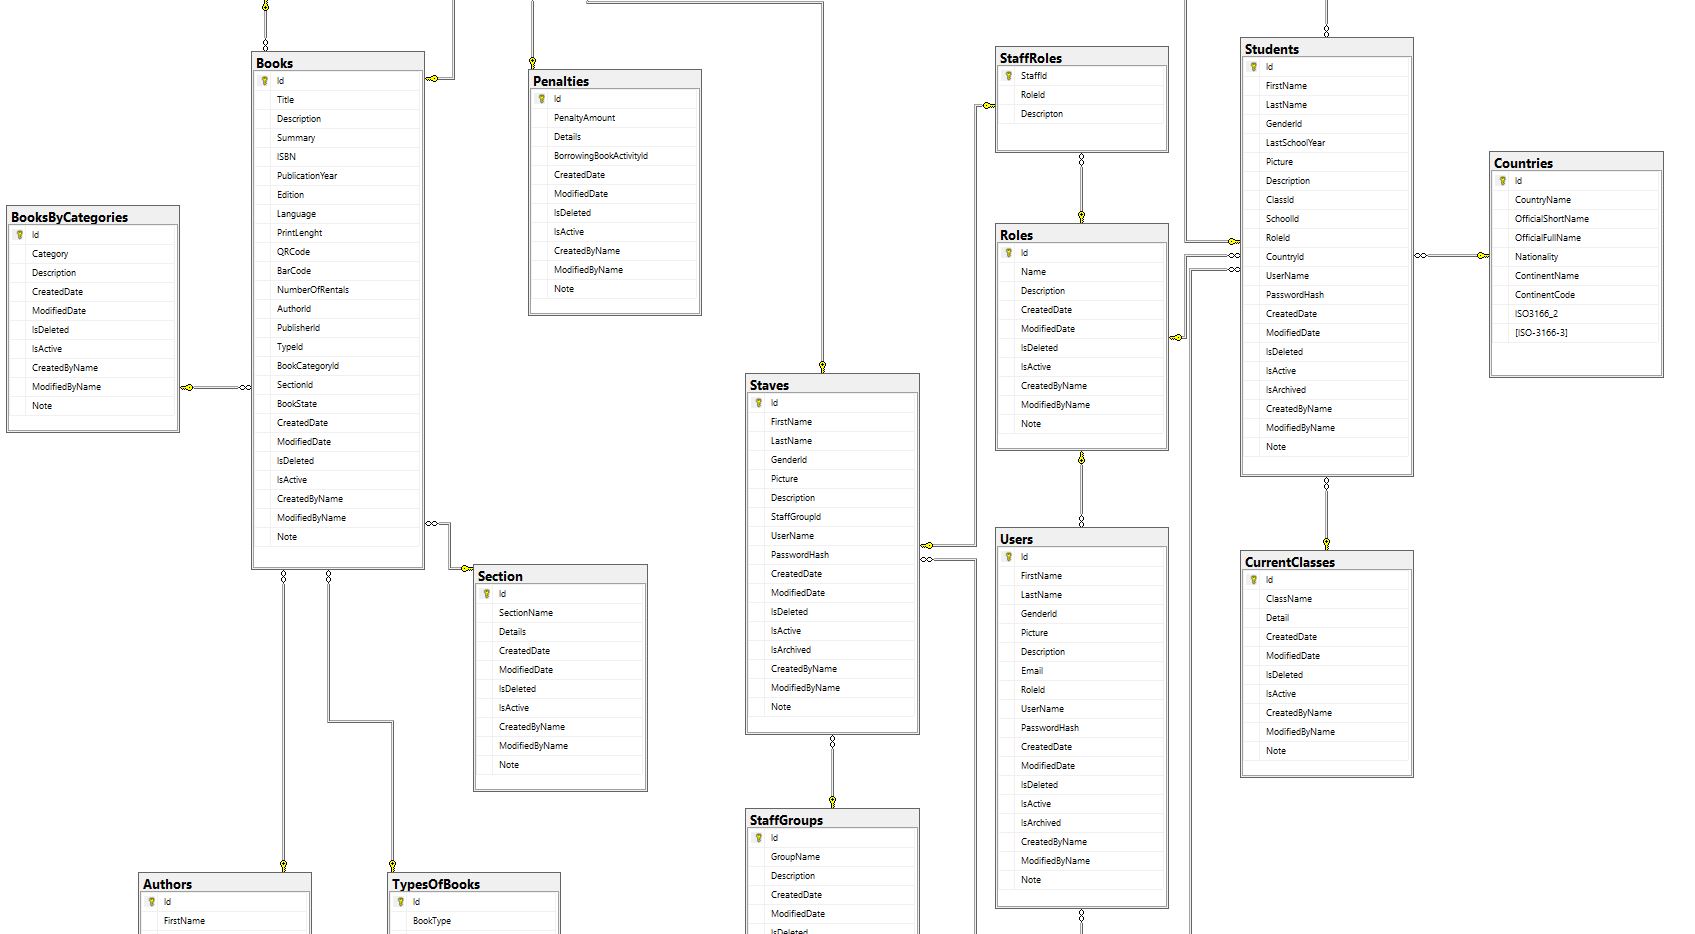 Books
Id
Title
Description
Summary
ISBN
PublicationYear
Edition
Language
PrintLenght
QRCode
BarCode
NumberOfRentals
AuthorId
PublisherId
TypeId
BookCategoryId
SectionId
BookState
CreatedDate
ModifiedDate
IsDeleted
IsActive
CreatedByName
ModifiedByName
Note
BooksByCategories
Id
Category
Description
CreatedDate
ModifiedDate
IsDeleted
IsActive
CreatedByName
ModifiedByName
Note
Penalties
Id
PenaltyAmount
Details
BorrowingBookActivityId
CreatedDate
ModifiedDate
IsDeleted
IsActive
CreatedByName
ModifiedByName
Note
Section
Id
SectionName
Details
CreatedDate
ModifiedDate
IsDeleted
IsActive
CreatedByName
ModifiedByName
Note
Authors
Id
FirstName
TypesOfBooks
Id
BookType
Staves
Id
FirstName
LastName
GenderId
Picture
Description
StaffGroupId
UserName
PasswordHash
CreatedDate
ModifiedDate
IsDeleted
IsActive
IsArchived
CreatedByName
ModifiedByName
Note
StaffGroups
Id
GroupName
Description
CreatedDate
ModifiedDate
IsDeleted
StaffRoles
StaffId
RoleId
Descripton
Roles
Id
Name
Description
CreatedDate
ModifiedDate
IsDeleted
IsActive
CreatedByName
ModifiedByName
Note
Users
Id
FirstName
LastName
GenderId
Picture
Description
Email
RoleId
UserName
PasswordHash
CreatedDate
ModifiedDate
IsDeleted
IsActive
IsArchived
CreatedByName
ModifiedByName
Note
Students
Id
FirstName
LastName
GenderId
LastSchoolYear
Picture
Description
ClassId
SchoolId
RoleId
CountryId
UserName
PasswordHash
CreatedDate
ModifiedDate
IsDeleted
IsActive
IsArchived
CreatedByName
ModifiedByName
Note
Countries
Id
CountryName
OfficialShortName
OfficialFullName
Nationality
ContinentName
ContinentCode
ISO3166_2
[ISO-3166-3]
CurrentClasses
Id
ClassName
Detail
CreatedDate
ModifiedDate
IsDeleted
IsActive
CreatedByName
ModifiedByName
Note